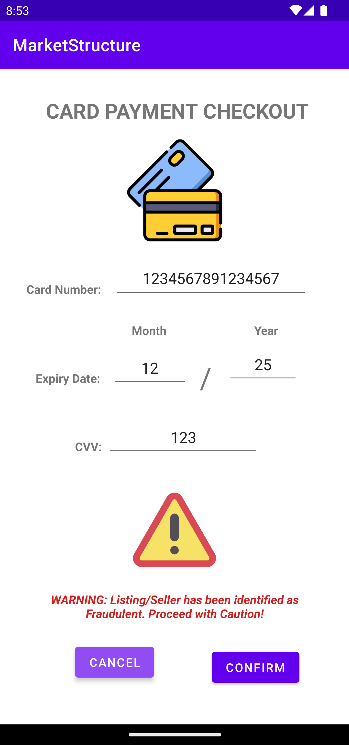 8:53
MarketStructure
CARD PAYMENT CHECKOUT
Card Number: 1234567891234567
Month Year
Expiry Date: 12 / 25
CVV: 123
WARNING: Listing/Seller has been identified as
Fraudulent. Proceed with Caution!
CANCEL CONFIRM